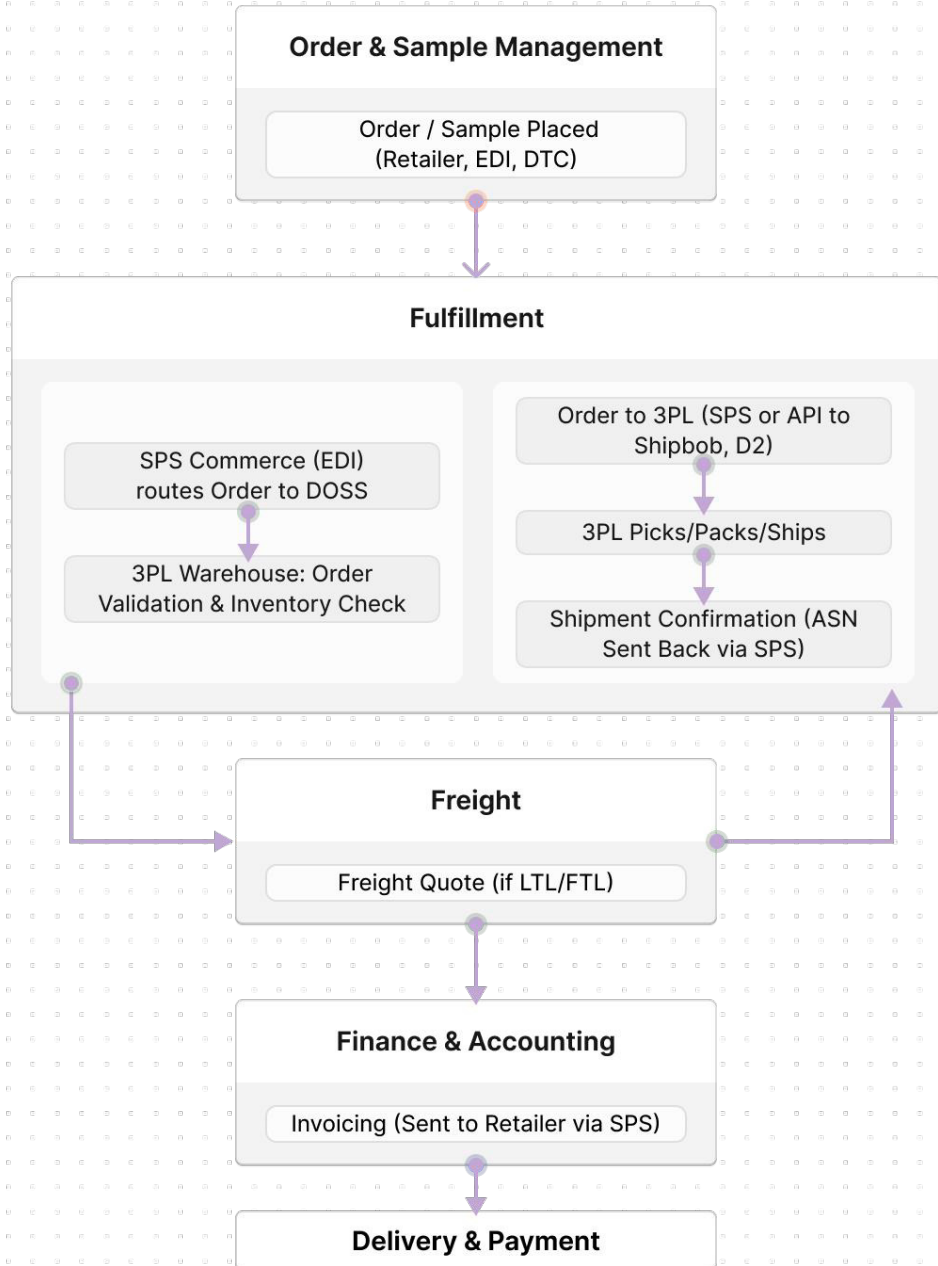 Order & Sample Management
Order / Sample Placed
(Retailer, EDI, DTC)
Fulfillment
SPS Commerce (EDI)
routes Order to DOSS
3PL Warehouse: Order
Validation & Inventory Check
Order to 3PL (SPS or API to
Shipbob, D2)
3PL Picks/Packs/Ships
Shipment Confirmation (ASN
Sent Back via SPS)
Freight
Freight Quote (if LTL/FTL)
Finance & Accounting
Invoicing (Sent to Retailer via SPS)
Delivery & Payment